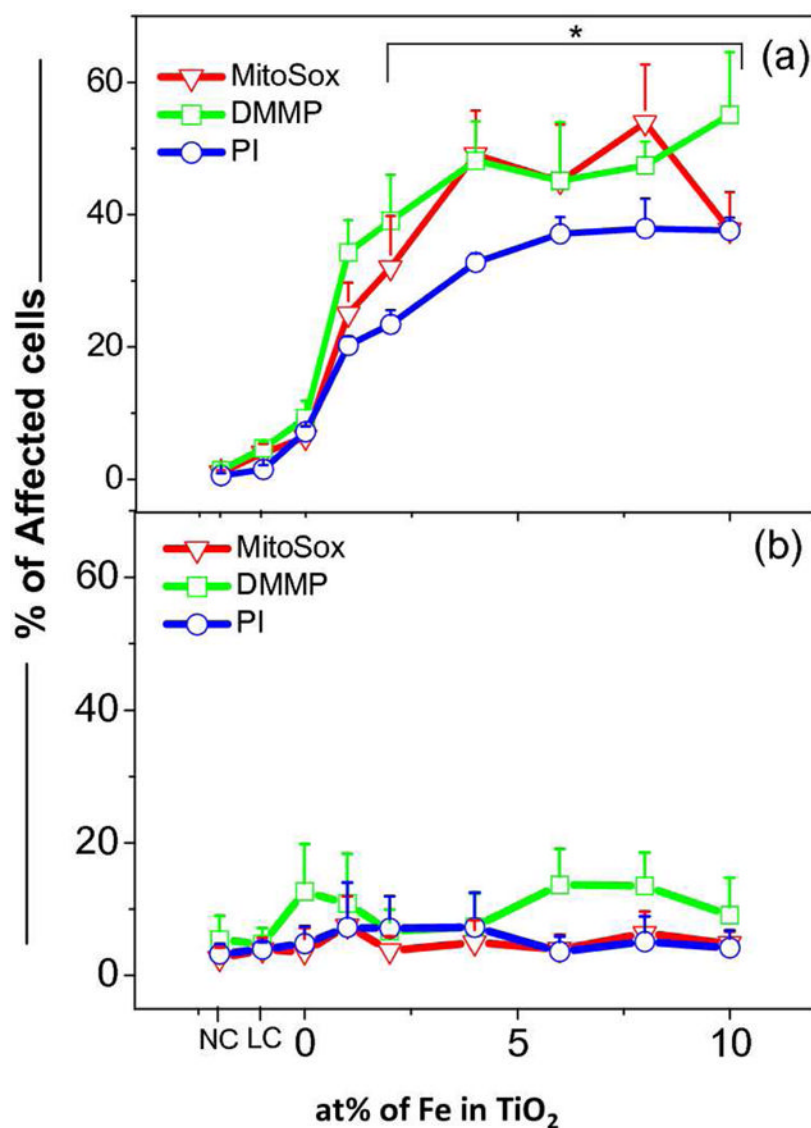 *
(a)
MitoSox
DMMP
PI
60
40
20
0
(b)
MitoSox
DMMP
PI
60
40
20
0
% of Affected cells
NC LC 0 5 10
at% of Fe in TiO₂